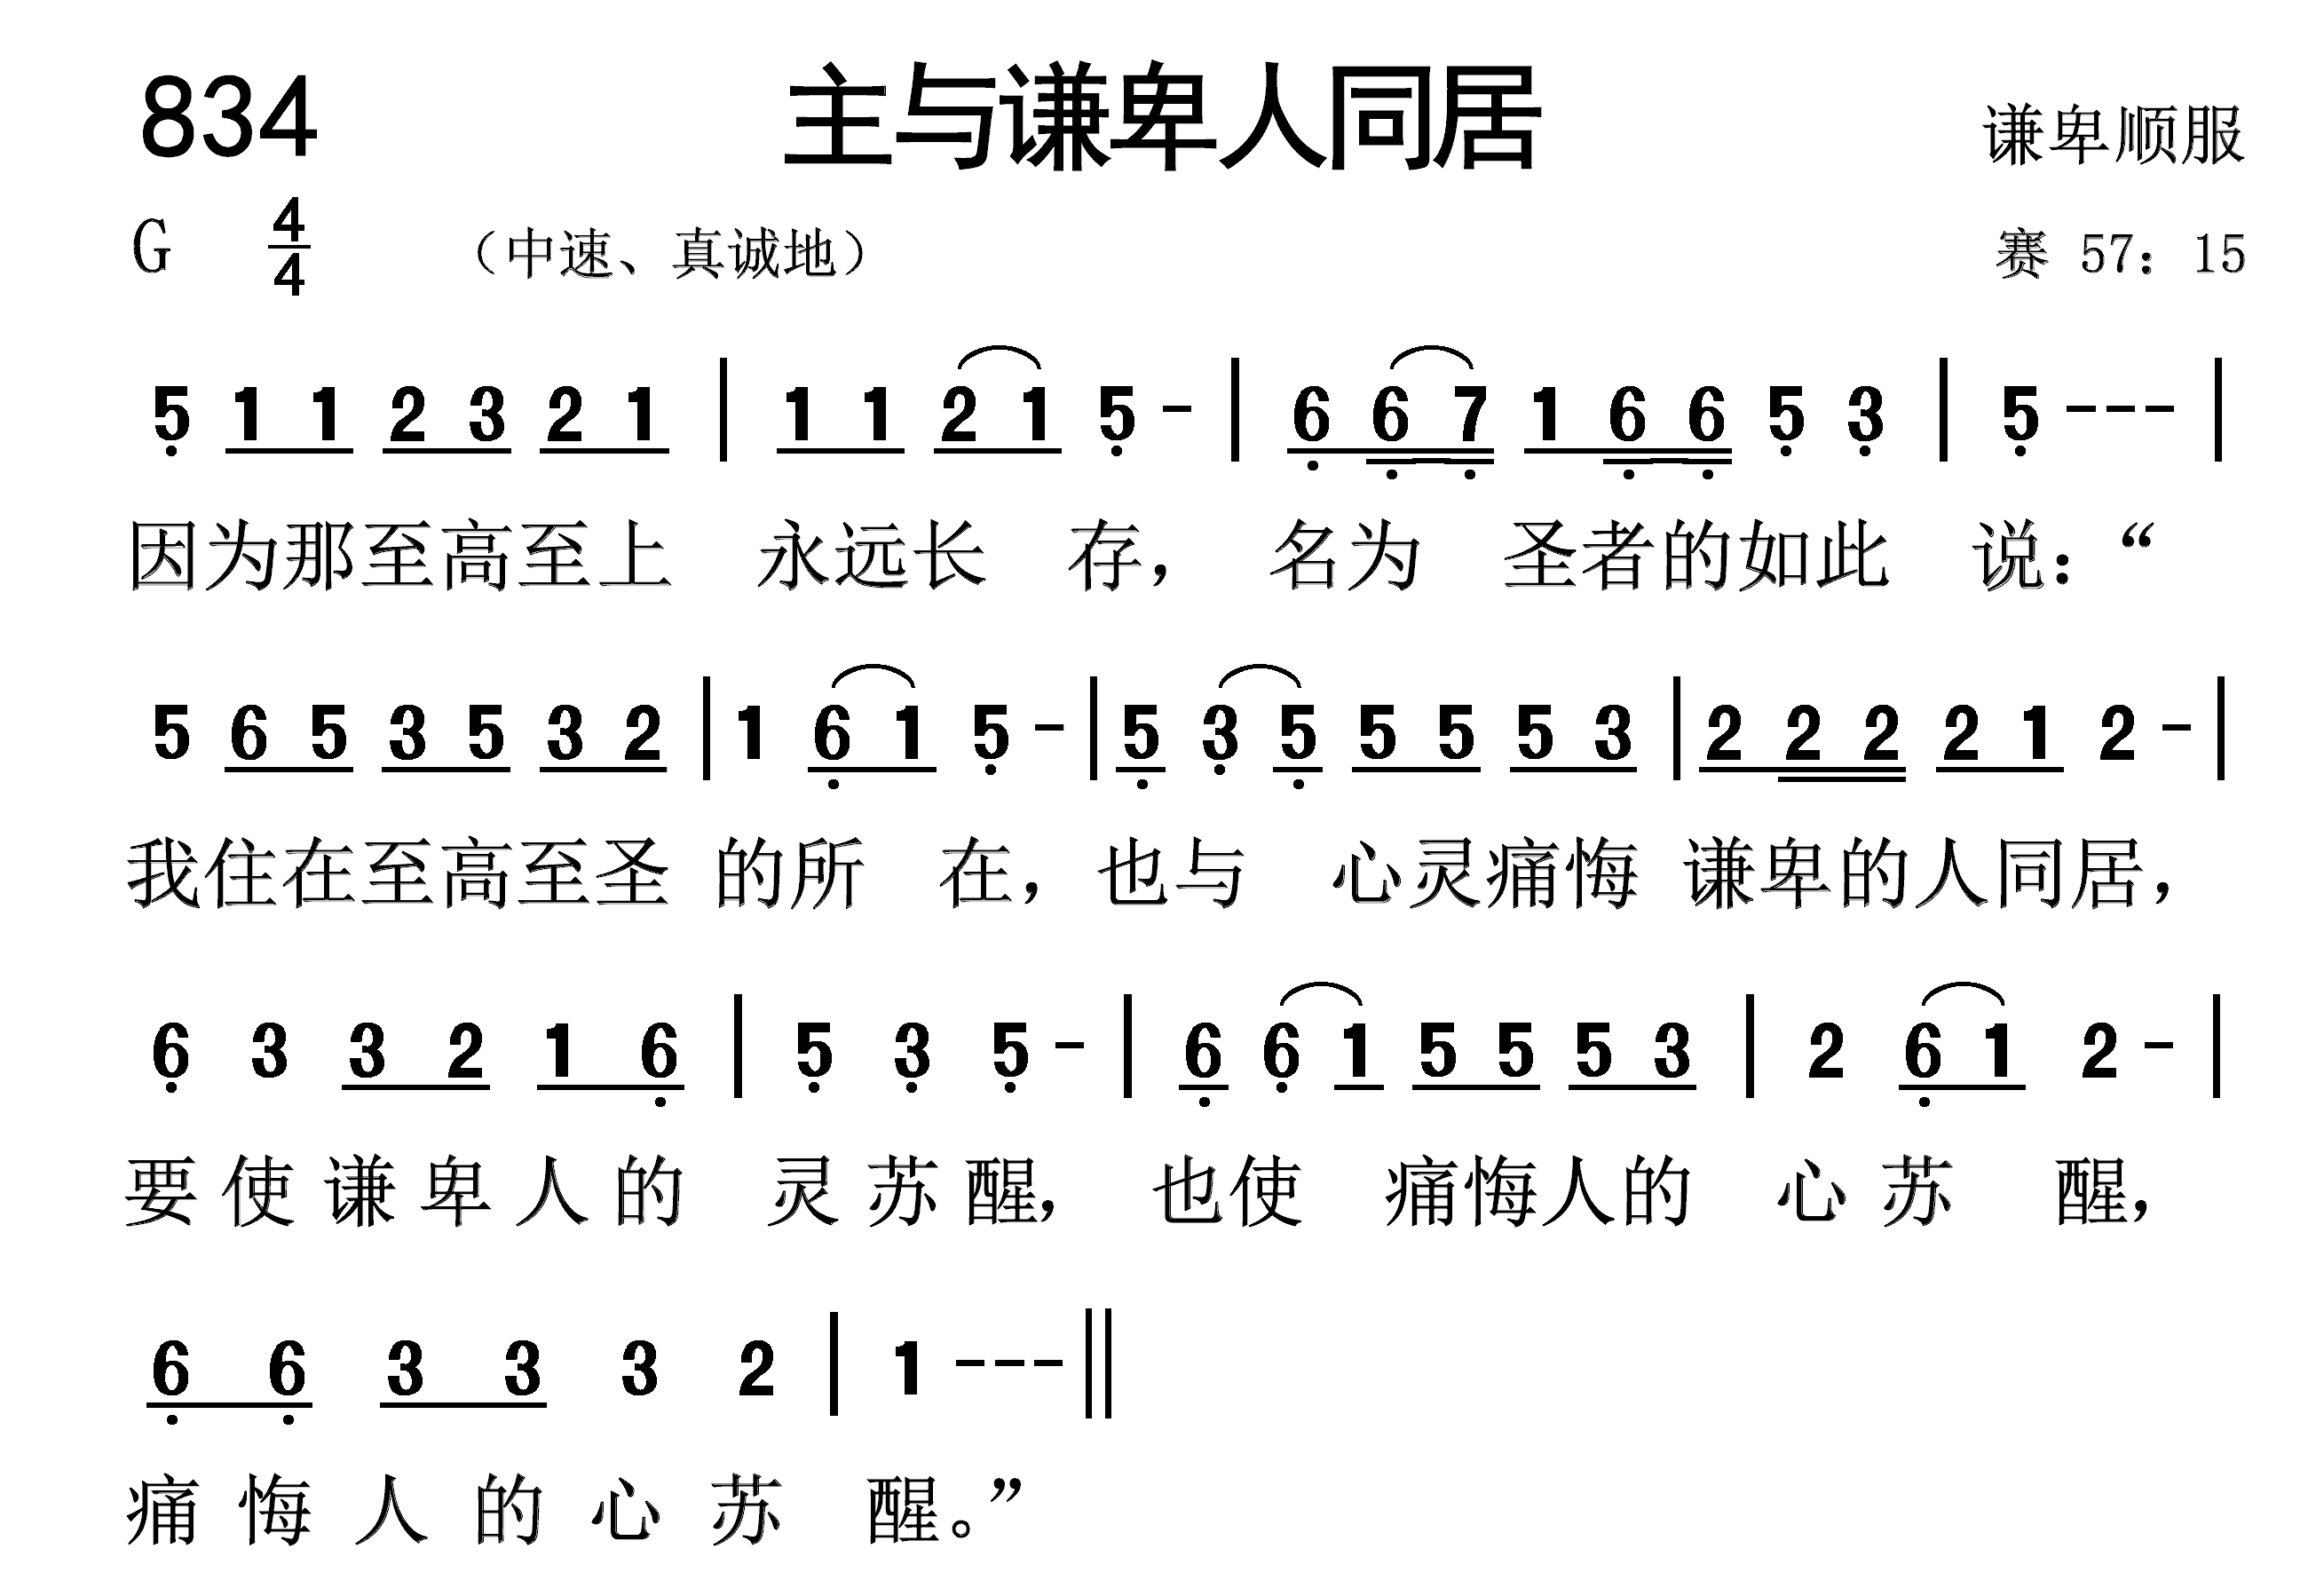 834 主与谦卑人同居 谦卑顺服
G 4/4 （中速、真诚地） 赛 57：15
5 1 1 2 3 2 1 | 1 1 2 1 5 - | 6 6 7 1 6 6 5 3 | 5 - - - |
因为那至高至上 永远长 存， 名为 圣者的如此 说：“
5 6 5 3 5 3 2 | 1 6 1 5 - | 5 3 5 5 5 5 3 | 2 2 2 2 1 2 - |
我住在至高至圣 的所 在，也与 心灵痛悔 谦卑的人同居，
6 3 3 2 1 6 | 5 3 5 - | 6 6 1 5 5 5 3 | 2 6 1 2 - |
要使谦卑人的 灵苏醒， 也使 痛悔人的 心苏 醒，
6 6 3 3 3 2 | 1 - - - ‖
痛悔人的心苏 醒。”